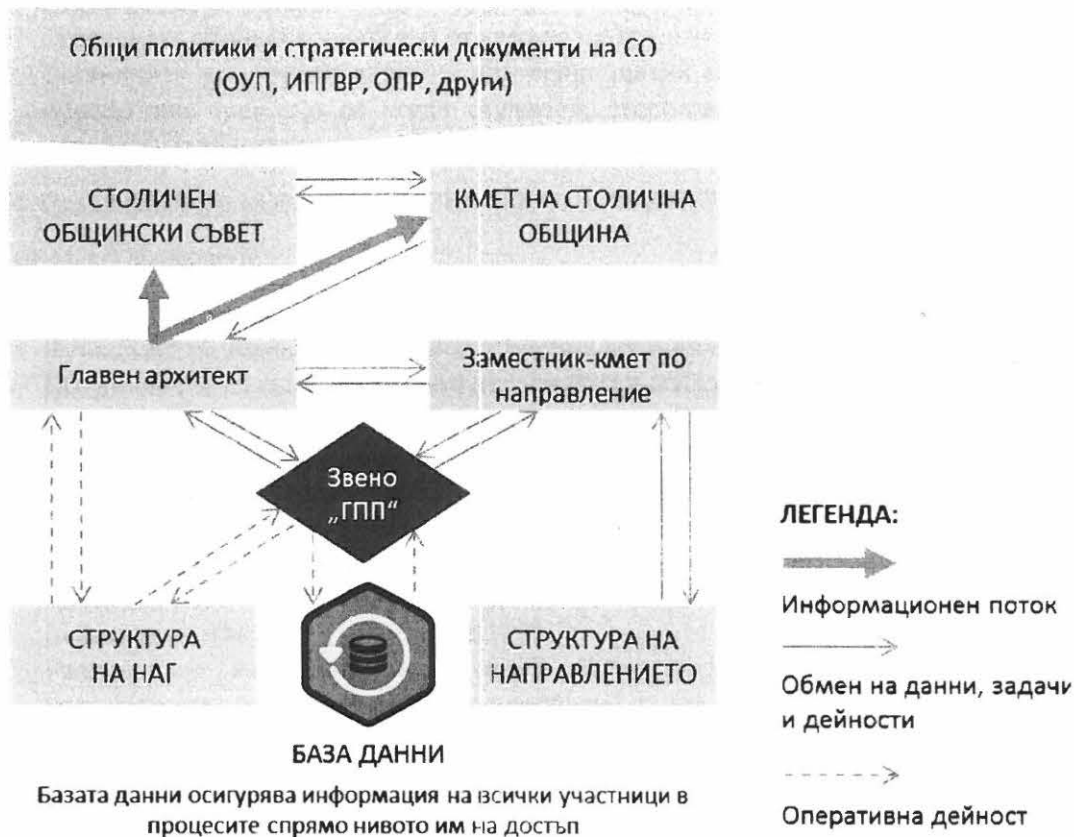 Общи политики и стратегически документи на СО
(ОУП, ИПГВР, ОПР, други)
СТОЛИЧЕН
ОБЩИНСКИ СЪВЕТ
КМЕТ НА СТОЛИЧНА
ОБЩИНА
Главен архитект
Заместник-кмет по
направление
Звено
„ГПП“
СТРУКТУРА
НА НАГ
СТРУКТУРА НА
НАПРАВЛЕНИЕТО
БАЗА ДАННИ
Базата данни осигурява информация на всички участници в
процесите спрямо нивото им на достъп
ЛЕГЕНДА:
Информационен поток
Обмен на данни, задачи
и дейности
Оперативна дейност